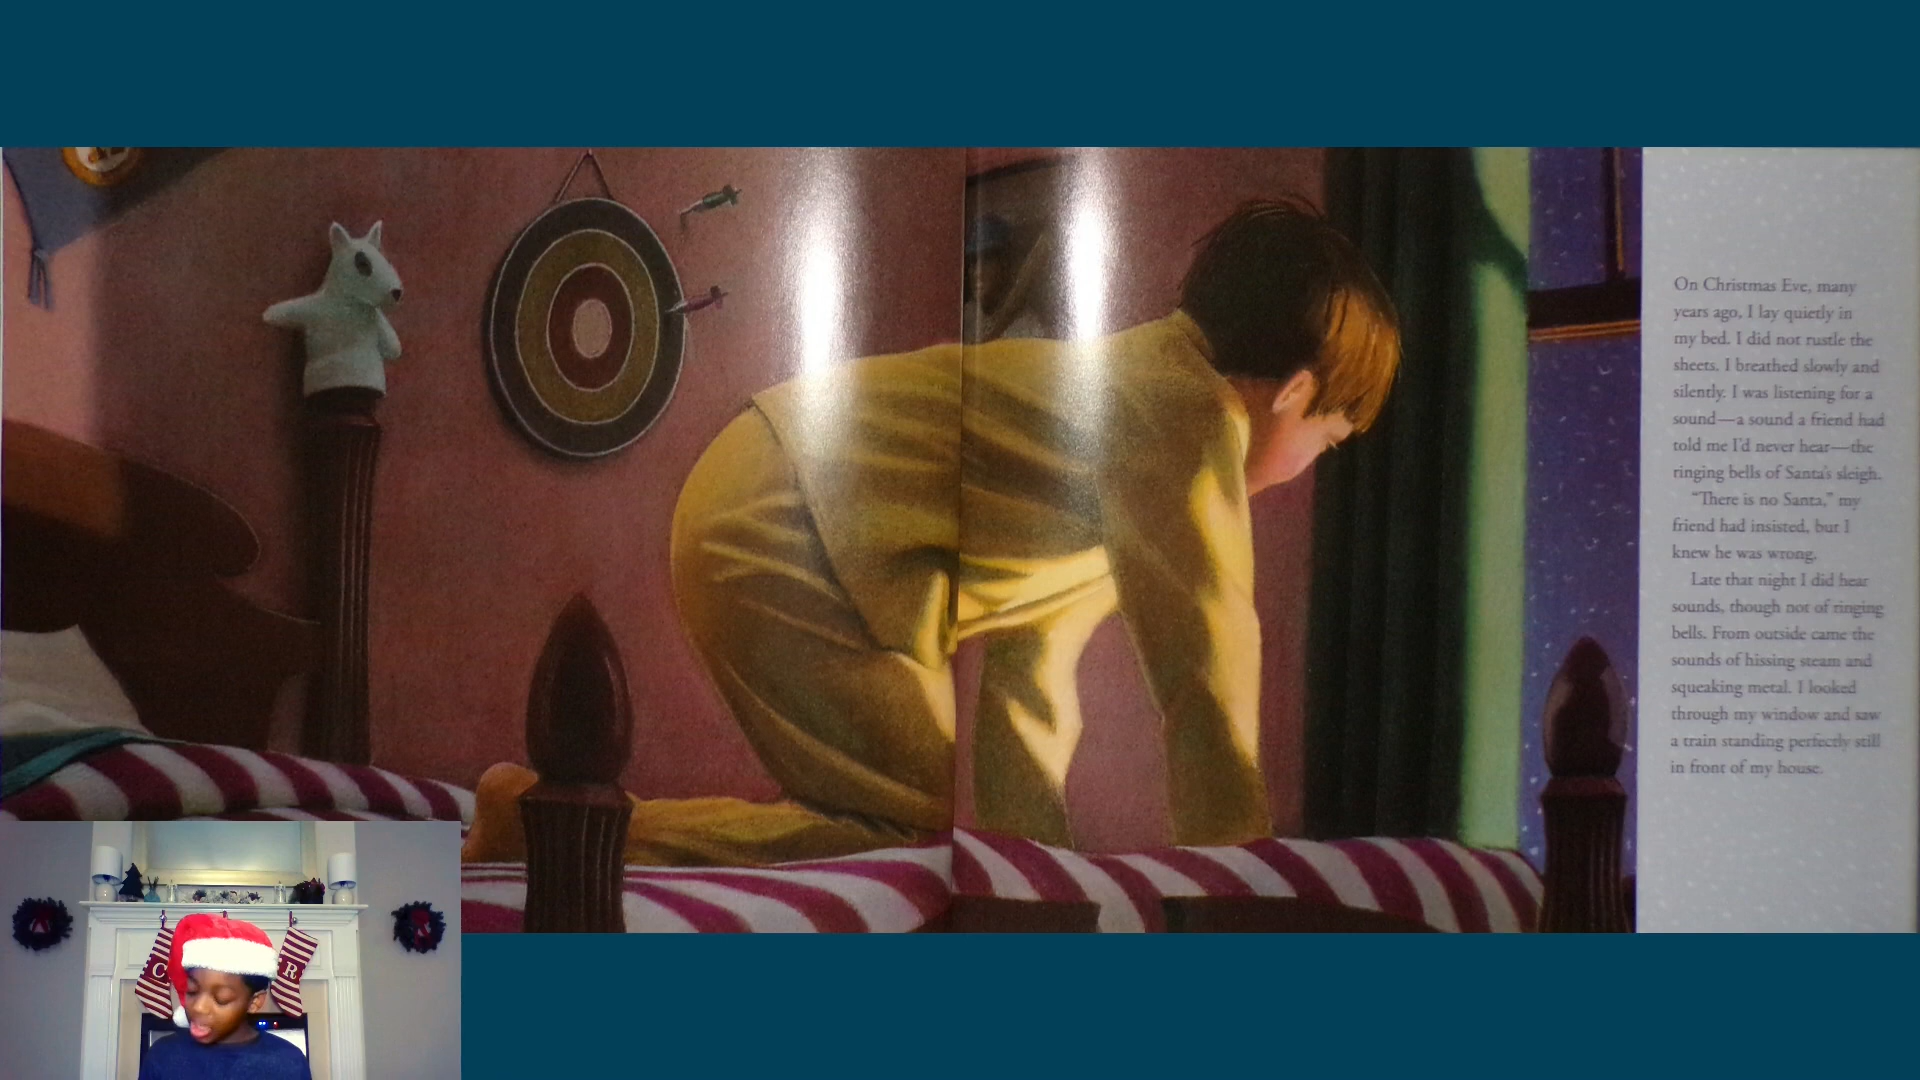 On Christmas Eve, many
years ago, I lay quietly in
my bed. I did not rustle the
sheets. I breathed slowly and
silently. I was listening for a
sound—a sound a friend had
told me I'd never hear—the
ringing bells of Santa's sleigh.
"There is no Santa," my
friend had insisted, but I
knew he was wrong.
Late that night I did hear
sounds, though not of ringing
bells. From outside came the
sounds of hissing steam and
squeaking metal. I looked
through my window and saw
a train standing perfectly still
in front of my house.
C
R